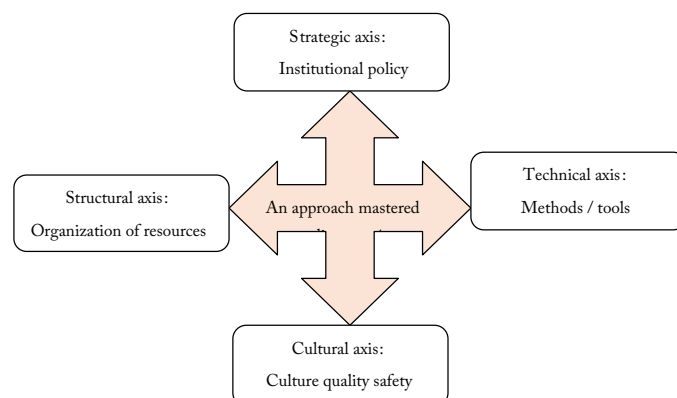 Strategic axis:
Institutional policy
Structural axis:
Organization of resources
An approach mastered
Technical axis:
Methods / tools
Cultural axis:
Culture quality safety